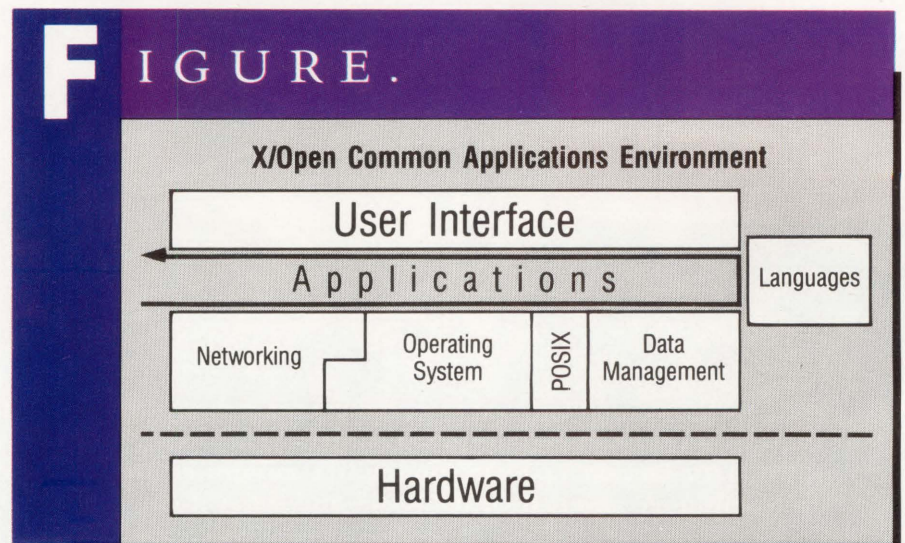 FIGURE.
X/Open Common Applications Environment
User Interface
Applications
Languages
Networking
Operating
System
POSIX
Data
Management
Hardware